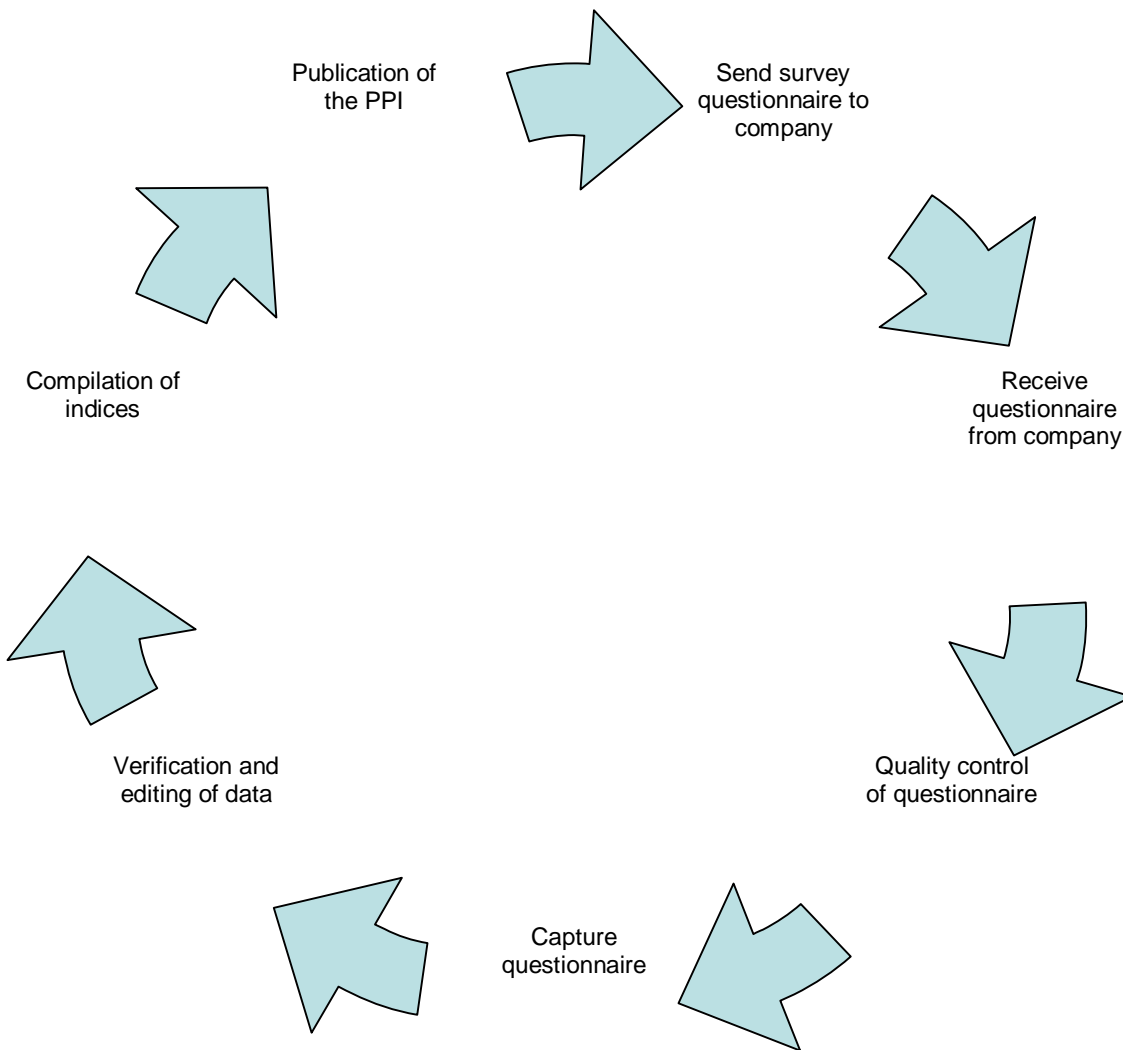 Publication of
the PPI
Send survey
questionnaire to
company
Receive
questionnaire
from company
Quality control
of questionnaire
Capture
questionnaire
Verification and
editing of data
Compilation of
indices